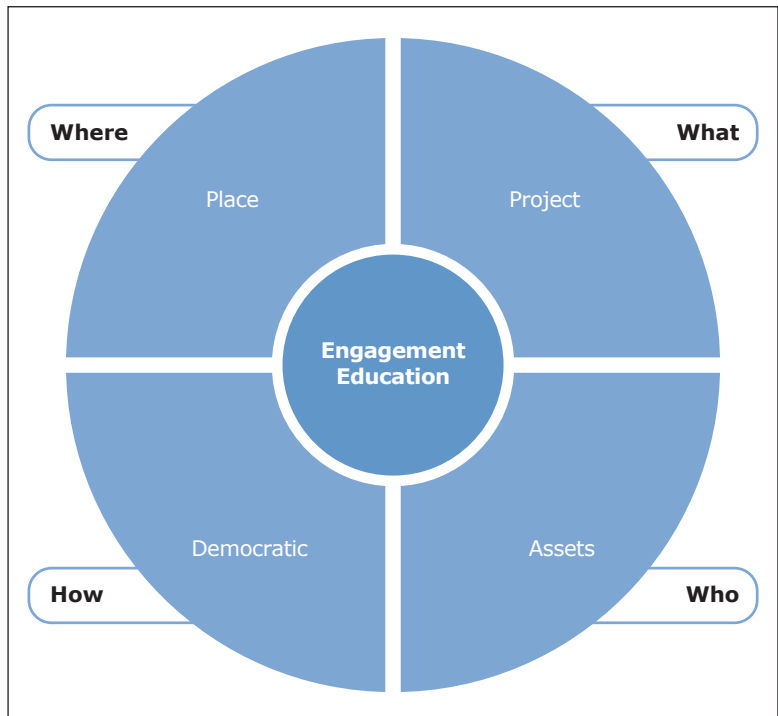 Where
What
Place
Project
Engagement
Education
Democratic
Assets
How
Who